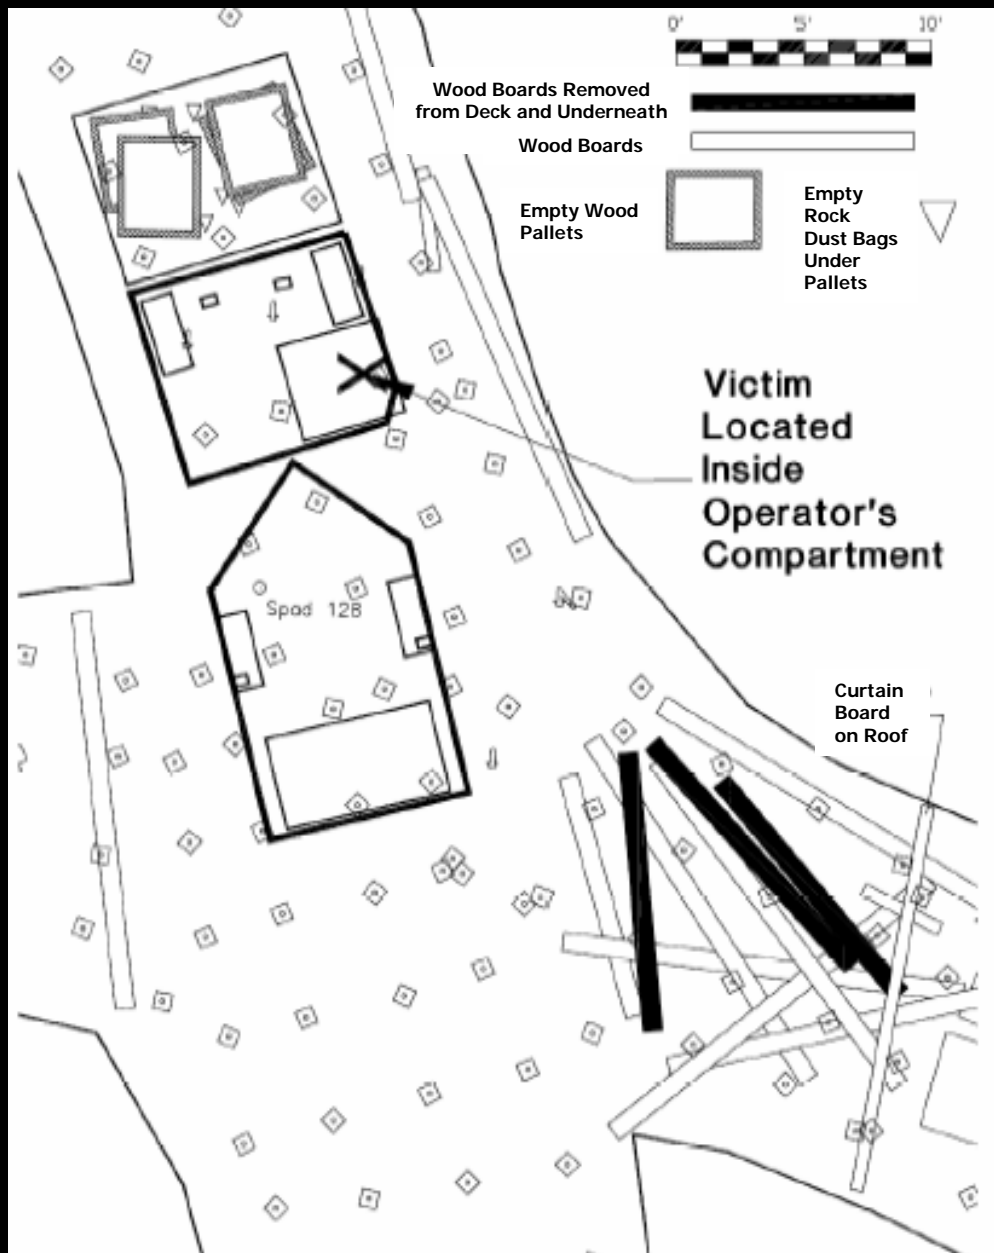 0' 5' 10'
Wood Boards Removed
from Deck and Underneath
Wood Boards
Empty Wood
Pallets
Empty
Rock
Dust Bags
Under
Pallets
Victim
Located
Inside
Operator's
Compartment
Spad 128
Curtain
Board
on Roof